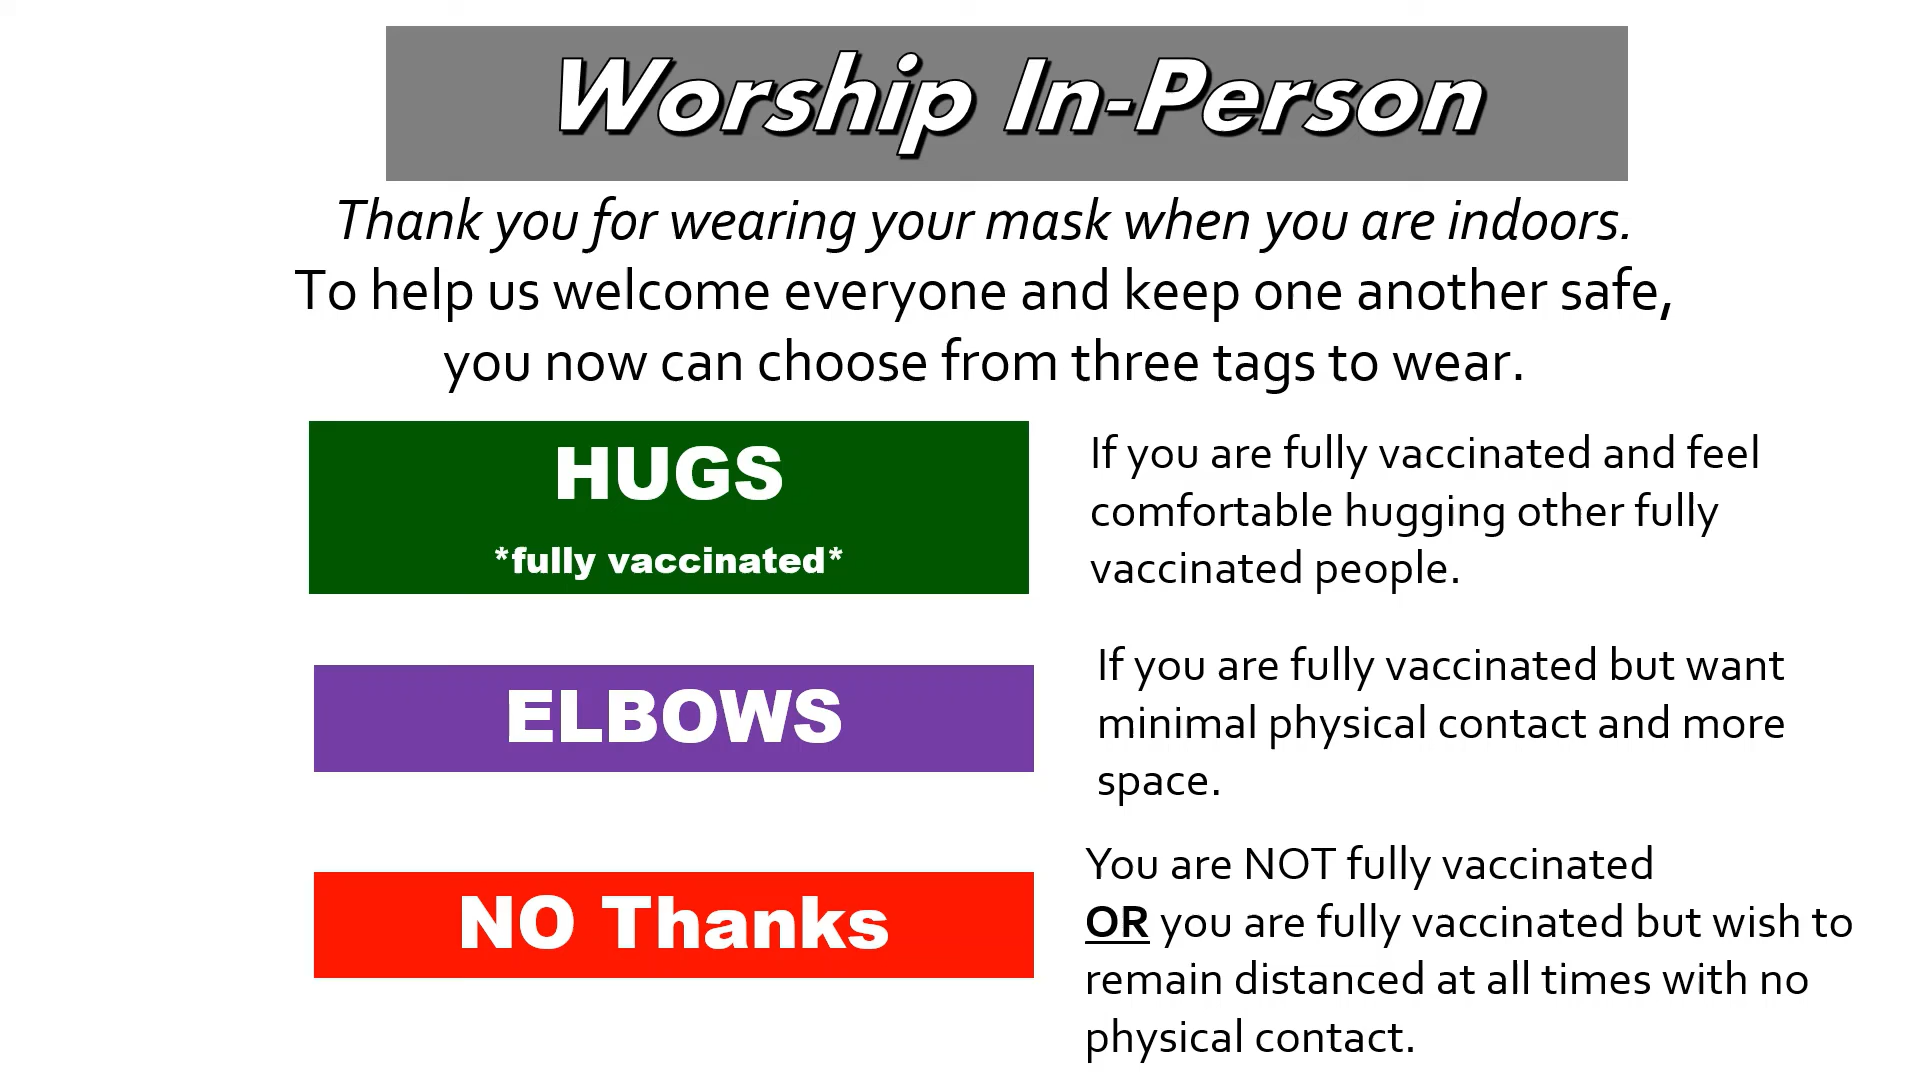 Worship In-Person
Thank you for wearing your mask when you are indoors.
To help us welcome everyone and keep one another safe,
you now can choose from three tags to wear.
HUGS
*fully vaccinated*
If you are fully vaccinated and feel
comfortable hugging other fully
vaccinated people.
ELBOWS
If you are fully vaccinated but want
minimal physical contact and more
space.
NO Thanks
You are NOT fully vaccinated
OR you are fully vaccinated but wish to
remain distanced at all times with no
physical contact.